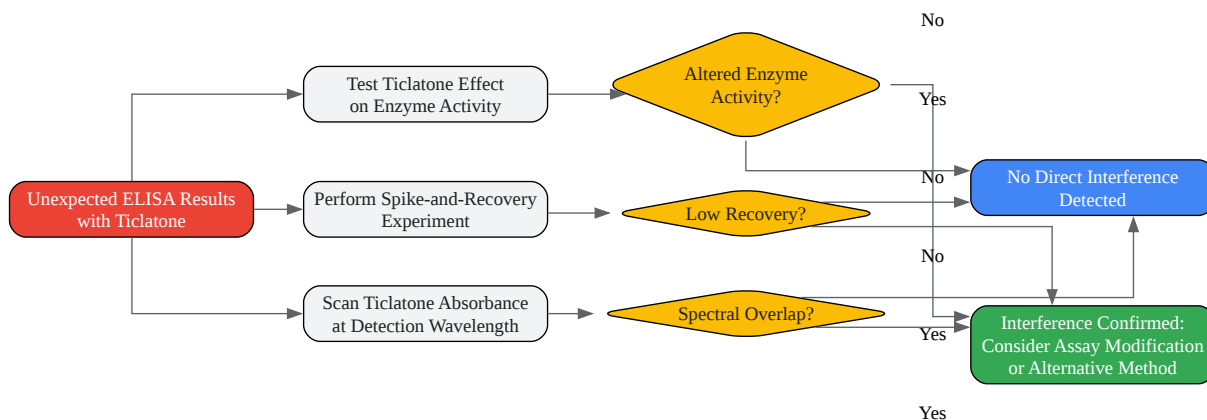 No
Test Ticlatone Effect
on Enzyme Activity
Altered Enzyme
Activity?
Yes
Unexpected ELISA Results
with Ticlatone
Perform Spike-and-Recovery
Experiment
Low Recovery?
No
No Direct Interference
Detected
No
Scan Ticlatone Absorbance
at Detection Wavelength
Spectral Overlap?
Yes
Interference Confirmed:
Consider Assay Modification
or Alternative Method
Yes